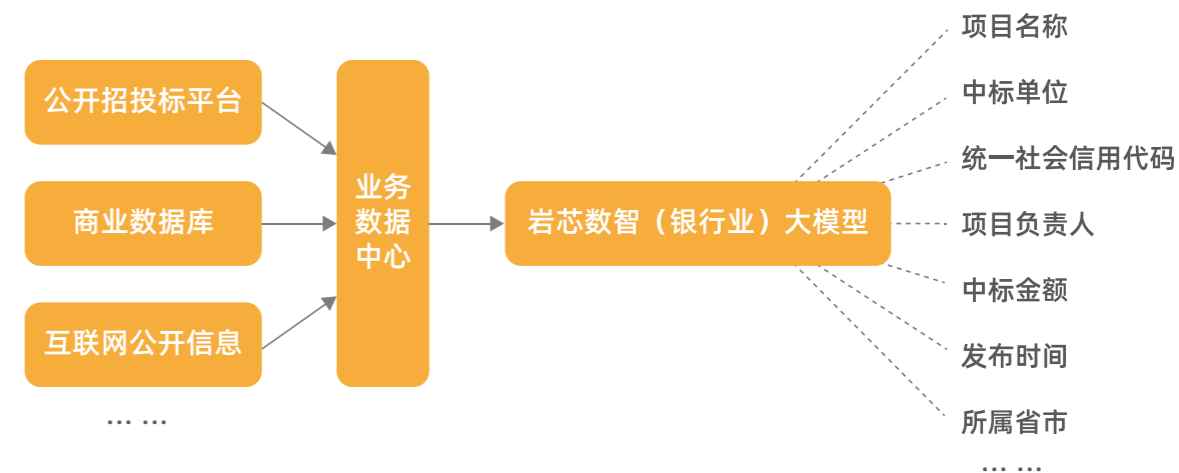 公开招投标平台
商业数据库
互联网公开信息
… …
业务
数据
中心
岩芯数智（银行业）大模型
项目名称
中标单位
统一社会信用代码
项目负责人
中标金额
发布时间
所属省市
… …